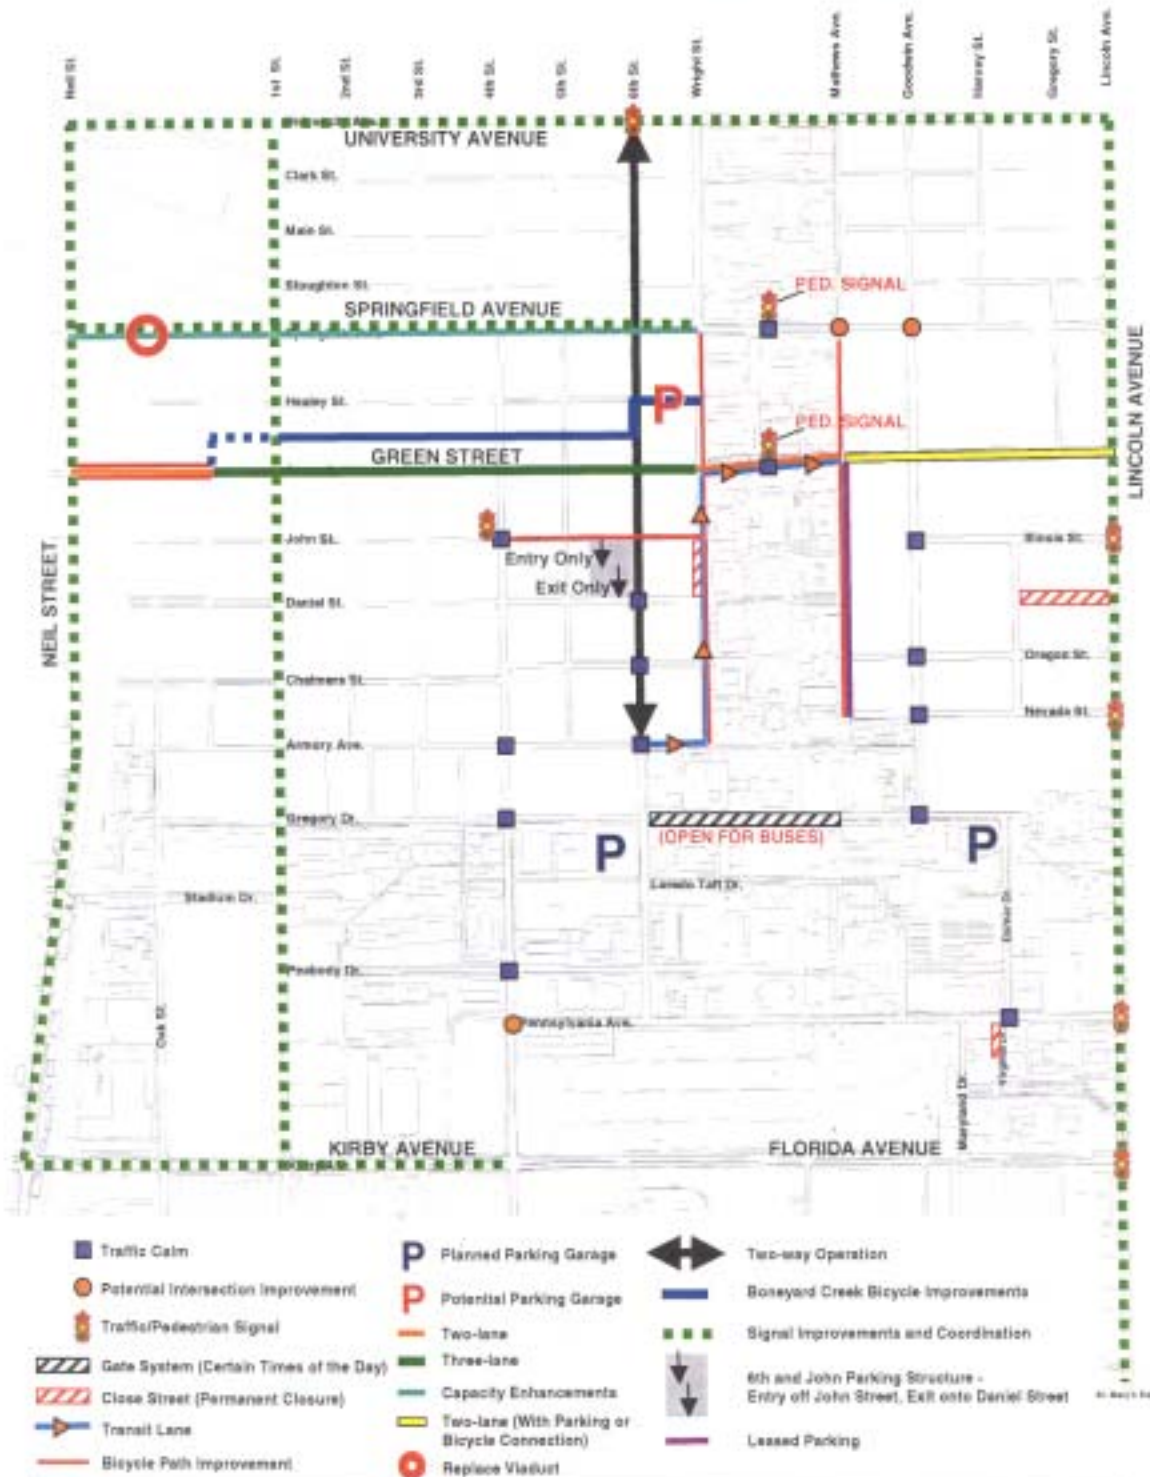 Neil St.
1st St.
2nd St.
3rd St.
4th St.
5th St.
6th St.
Wright St.
Mathews Ave.
Goodwin Ave.
Harvey St.
Gregory St.
Lincoln Ave.
UNIVERSITY AVENUE
Clark St.
Main St.
Stoughton St.
PED. SIGNAL
SPRINGFIELD AVENUE
LINCOLN AVENUE
Healey St.
P
PED. SIGNAL
GREEN STREET
NEIL STREET
John St.
Illinois St.
Entry Only
Exit Only
Daniel St.
Oregon St.
Chalmers St.
Nevada St.
Armory Ave.
Gregory Dr.
(OPEN FOR BUSES)
P
P
Loredo Taft Dr.
Stadium Dr.
Dorner Dr.
Peabody Dr.
Oak St.
Pennsylvania Ave.
Virginia Dr.
Maryland Dr.
KIRBY AVENUE
FLORIDA AVENUE
Traffic Calm
Potential Intersection Improvement
Traffic/Pedestrian Signal
Gate System (Certain Times of the Day)
Close Street (Permanent Closure)
Transit Lane
Bicycle Path Improvement
P Planned Parking Garage
P Potential Parking Garage
Two-lane
Three-lane
Capacity Enhancements
Two-lane (With Parking or
Bicycle Connection)
Replace Viaduct
Two-way Operation
Boneyard Creek Bicycle Improvements
Signal Improvements and Coordination
6th and John Parking Structure -
Entry off John Street, Exit onto Daniel Street
Leased Parking